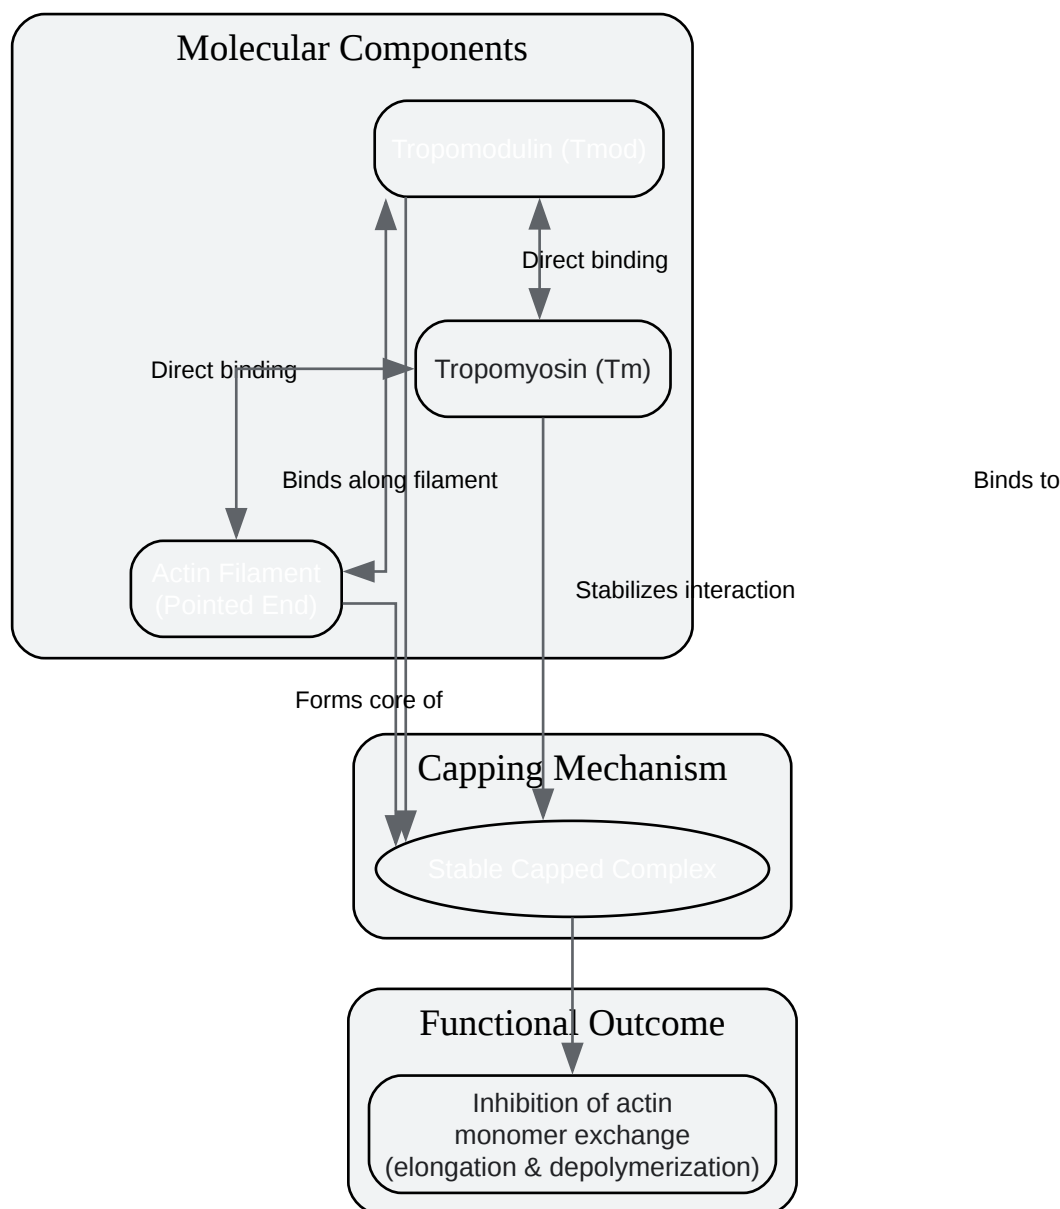 Molecular Components
Tropomodulin (Tmod)
Direct binding
Tropomyosin (Tm)
Direct binding
Binds along filament
Binds to
Actin Filament
(Pointed End)
Stabilizes interaction
Forms core of
Capping Mechanism
Stable Capped Complex
Functional Outcome
Inhibition of actin
monomer exchange
(elongation & depolymerization)